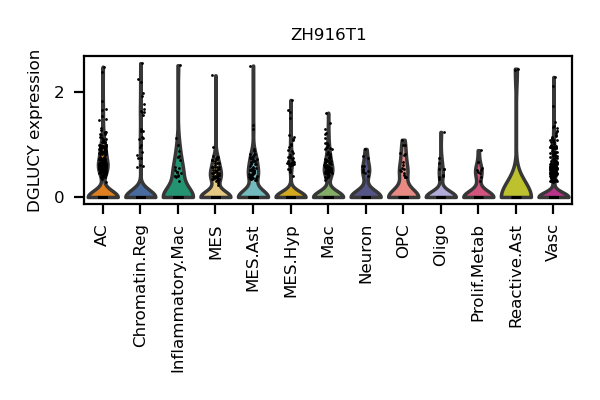 ZH916T1
DGLUCY expression
2
0
AC
Chromatin.Reg
Inflammatory.Mac
MES
MES.Ast
MES.Hyp
Mac
Neuron
OPC
Oligo
Prolif.Metab
Reactive.Ast
Vasc